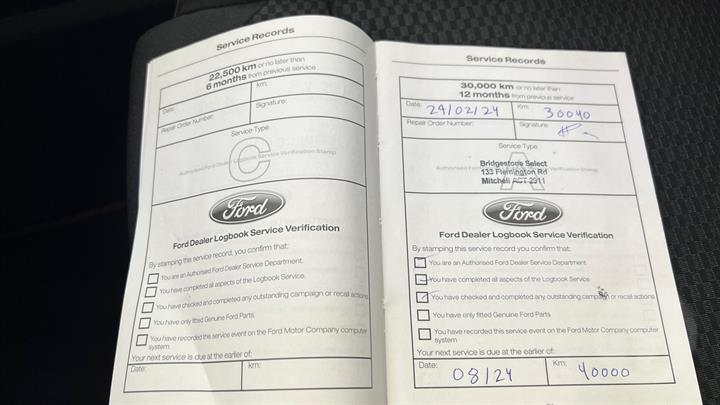 Service Records
22,500 km or no later than
6 months from previous service
Date:
km:
Repair Order Number:
Signature:
Service Type
C
Authorised Ford Dealer Logbook Service Verification Stamp
Ford
Ford Dealer Logbook Service Verification
By stamping this service record, you confirm that:
You are an Authorised Ford Dealer Service Department.
You have completed all aspects of the Logbook Service.
You have checked and completed any outstanding campaign or recall actions
You have only fitted Genuine Ford Parts.
You have recorded this service event on the Ford Motor Company computer
system.
Your next service is due at the earlier of:
Date:
km:
Service Records
30,000 km or no later than
12 months from previous service
Date: 29/02/24
Km: 30040
Repair Order Number:
Signature:
Service Type
A
Bridgestone Select
Authorised Verification Stamp
133 Flemington Rd
Mitchell ACT 2911
Ford
Ford Dealer Logbook Service Verification
By stamping this service record you confirm that:
You are an Authorised Ford Dealer Service Department
You have completed all aspects of the Logbook Service
You have checked and completed any outstanding campaign or recall actions
You have only fitted Genuine Ford Parts.
You have recorded this service event on the Ford Motor Company computer
system
Your next service is due at the earlier of:
Date: 08/24
Km: 40000